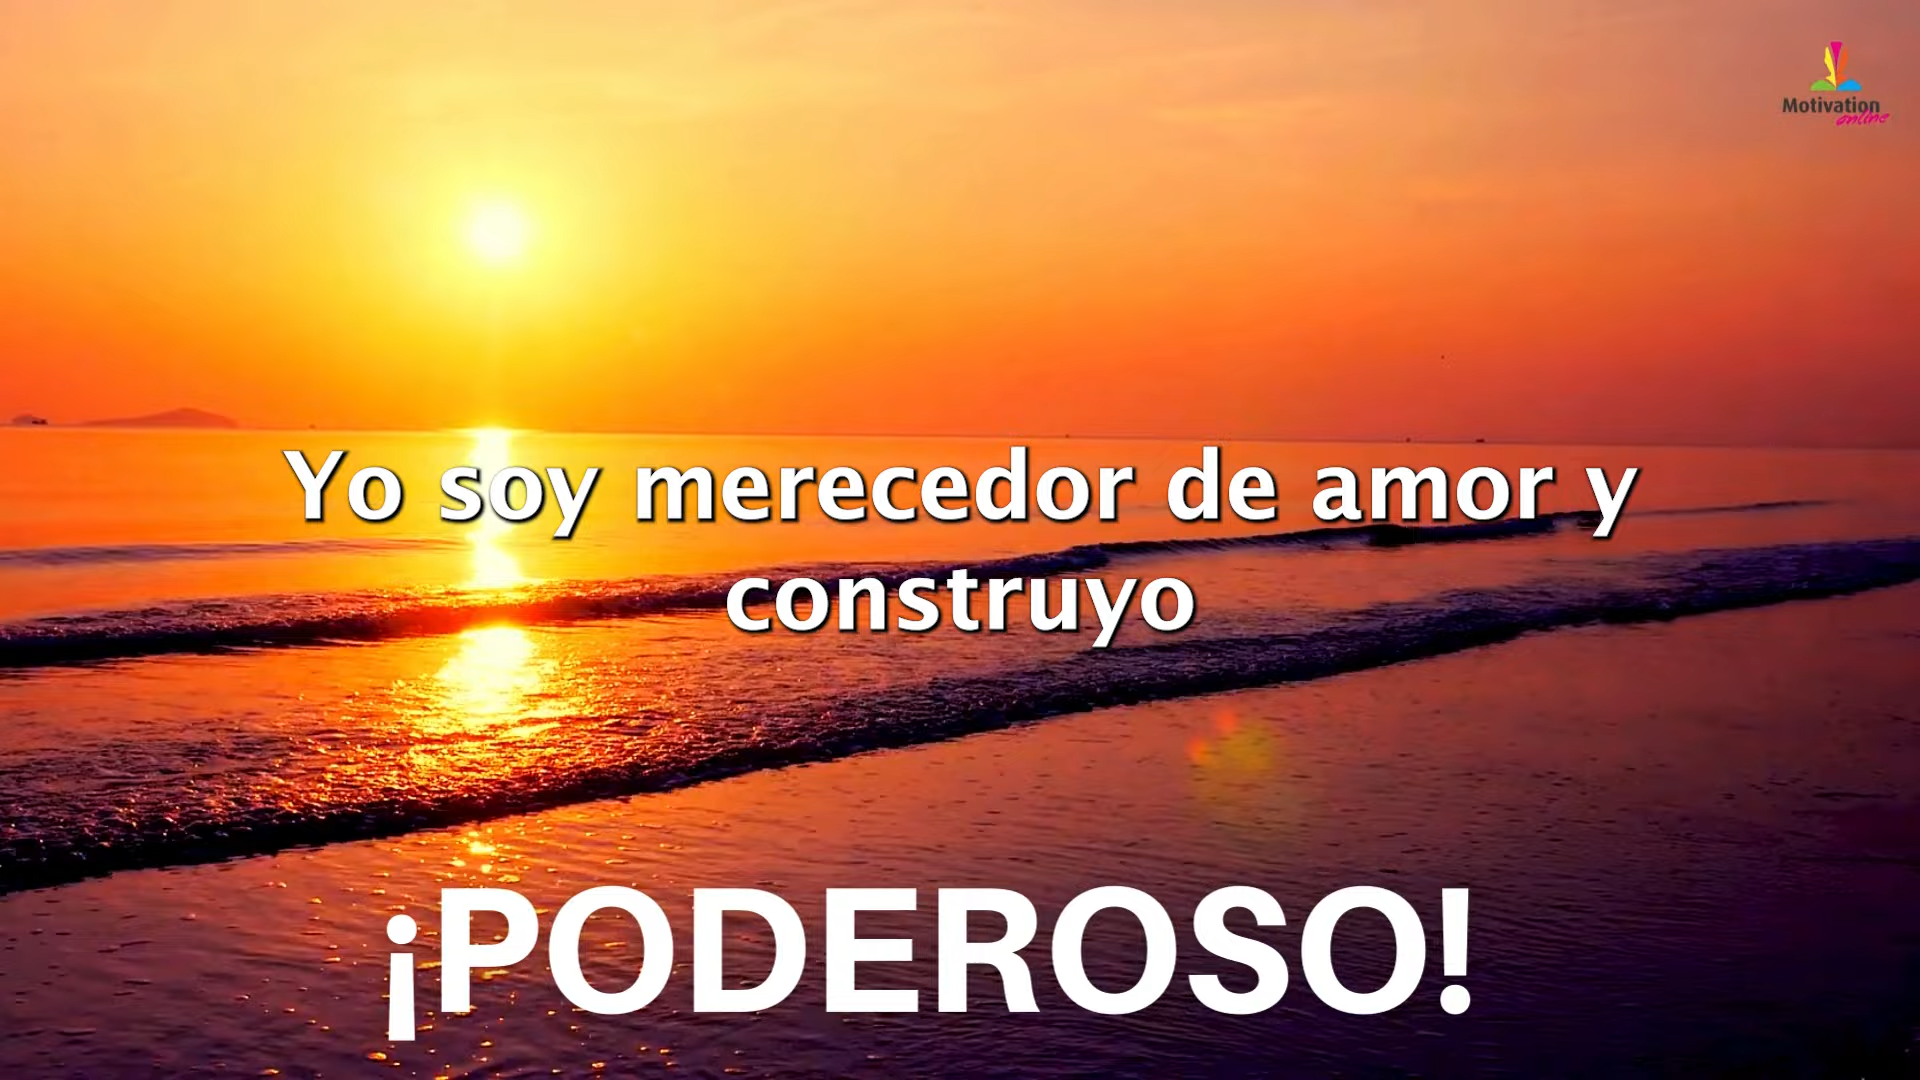 Motivation
online
Yo soy merecedor de amor y
construyo
¡PODEROSO!